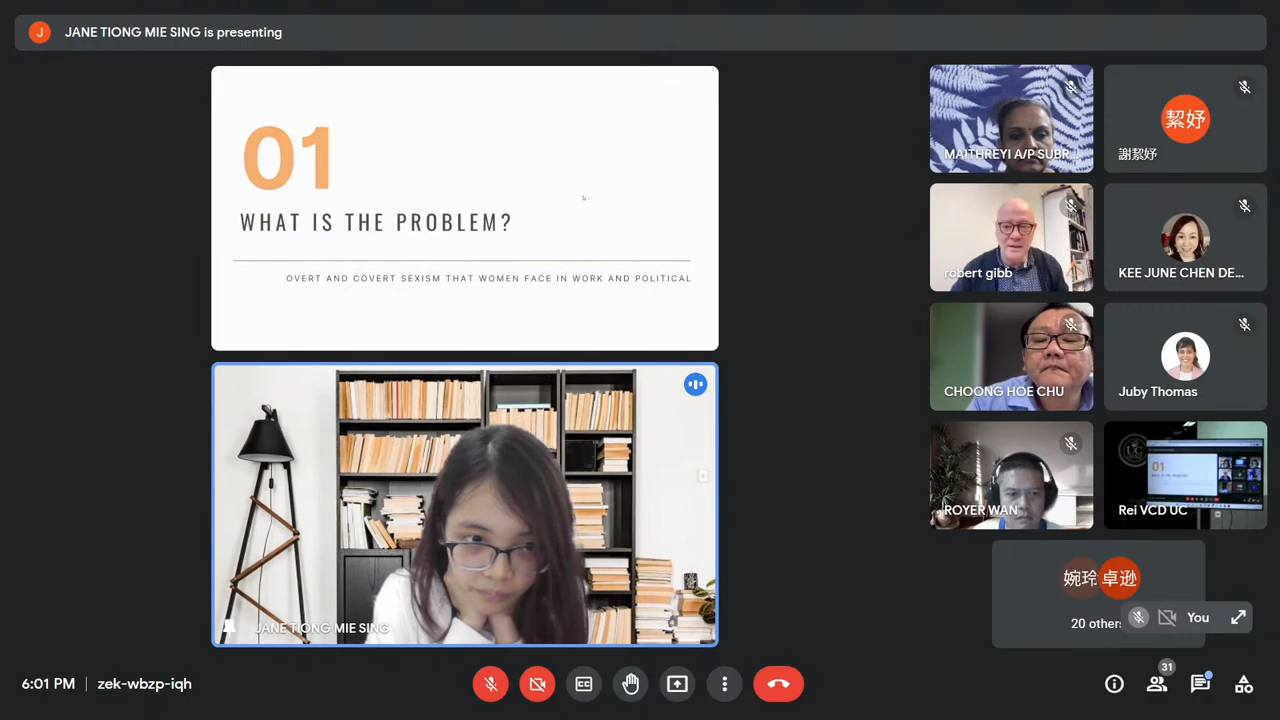 J
JANE TIONG MIE SING is presenting
01
WHAT IS THE PROBLEM?
OVERT AND COVERT SEXISM THAT WOMEN FACE IN WORK AND POLITICAL
JANE TIONG MIE SING
MAITHREYI A/P SUBR...
絜妤
謝絜妤
robert gibb
KEE JUNE CHEN DE...
CHOONG HOE CHU
Juby Thomas
ROYER WAN
UC
01
Rei VCD UC
婉玲
卓逊
20 others
You
6:01 PM | zek-wbzp-iqh
CC
31